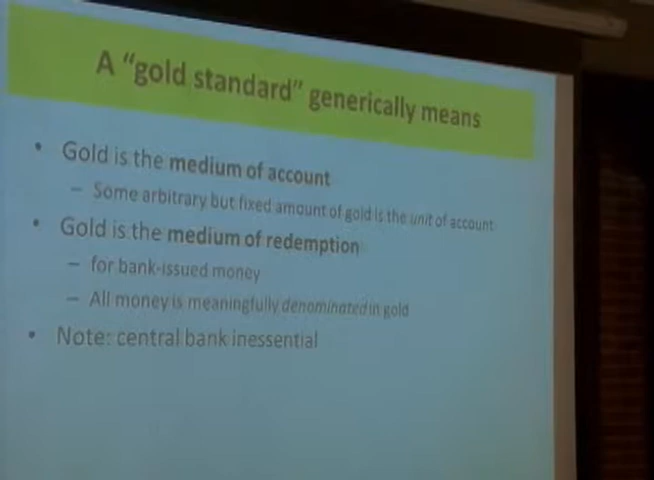 A “gold standard” generically means
• Gold is the medium of account
– Some arbitrary but fixed amount of gold is the unit of account
• Gold is the medium of redemption
– for bank-issued money
– All money is meaningfully denominated in gold
• Note: central bank inessential